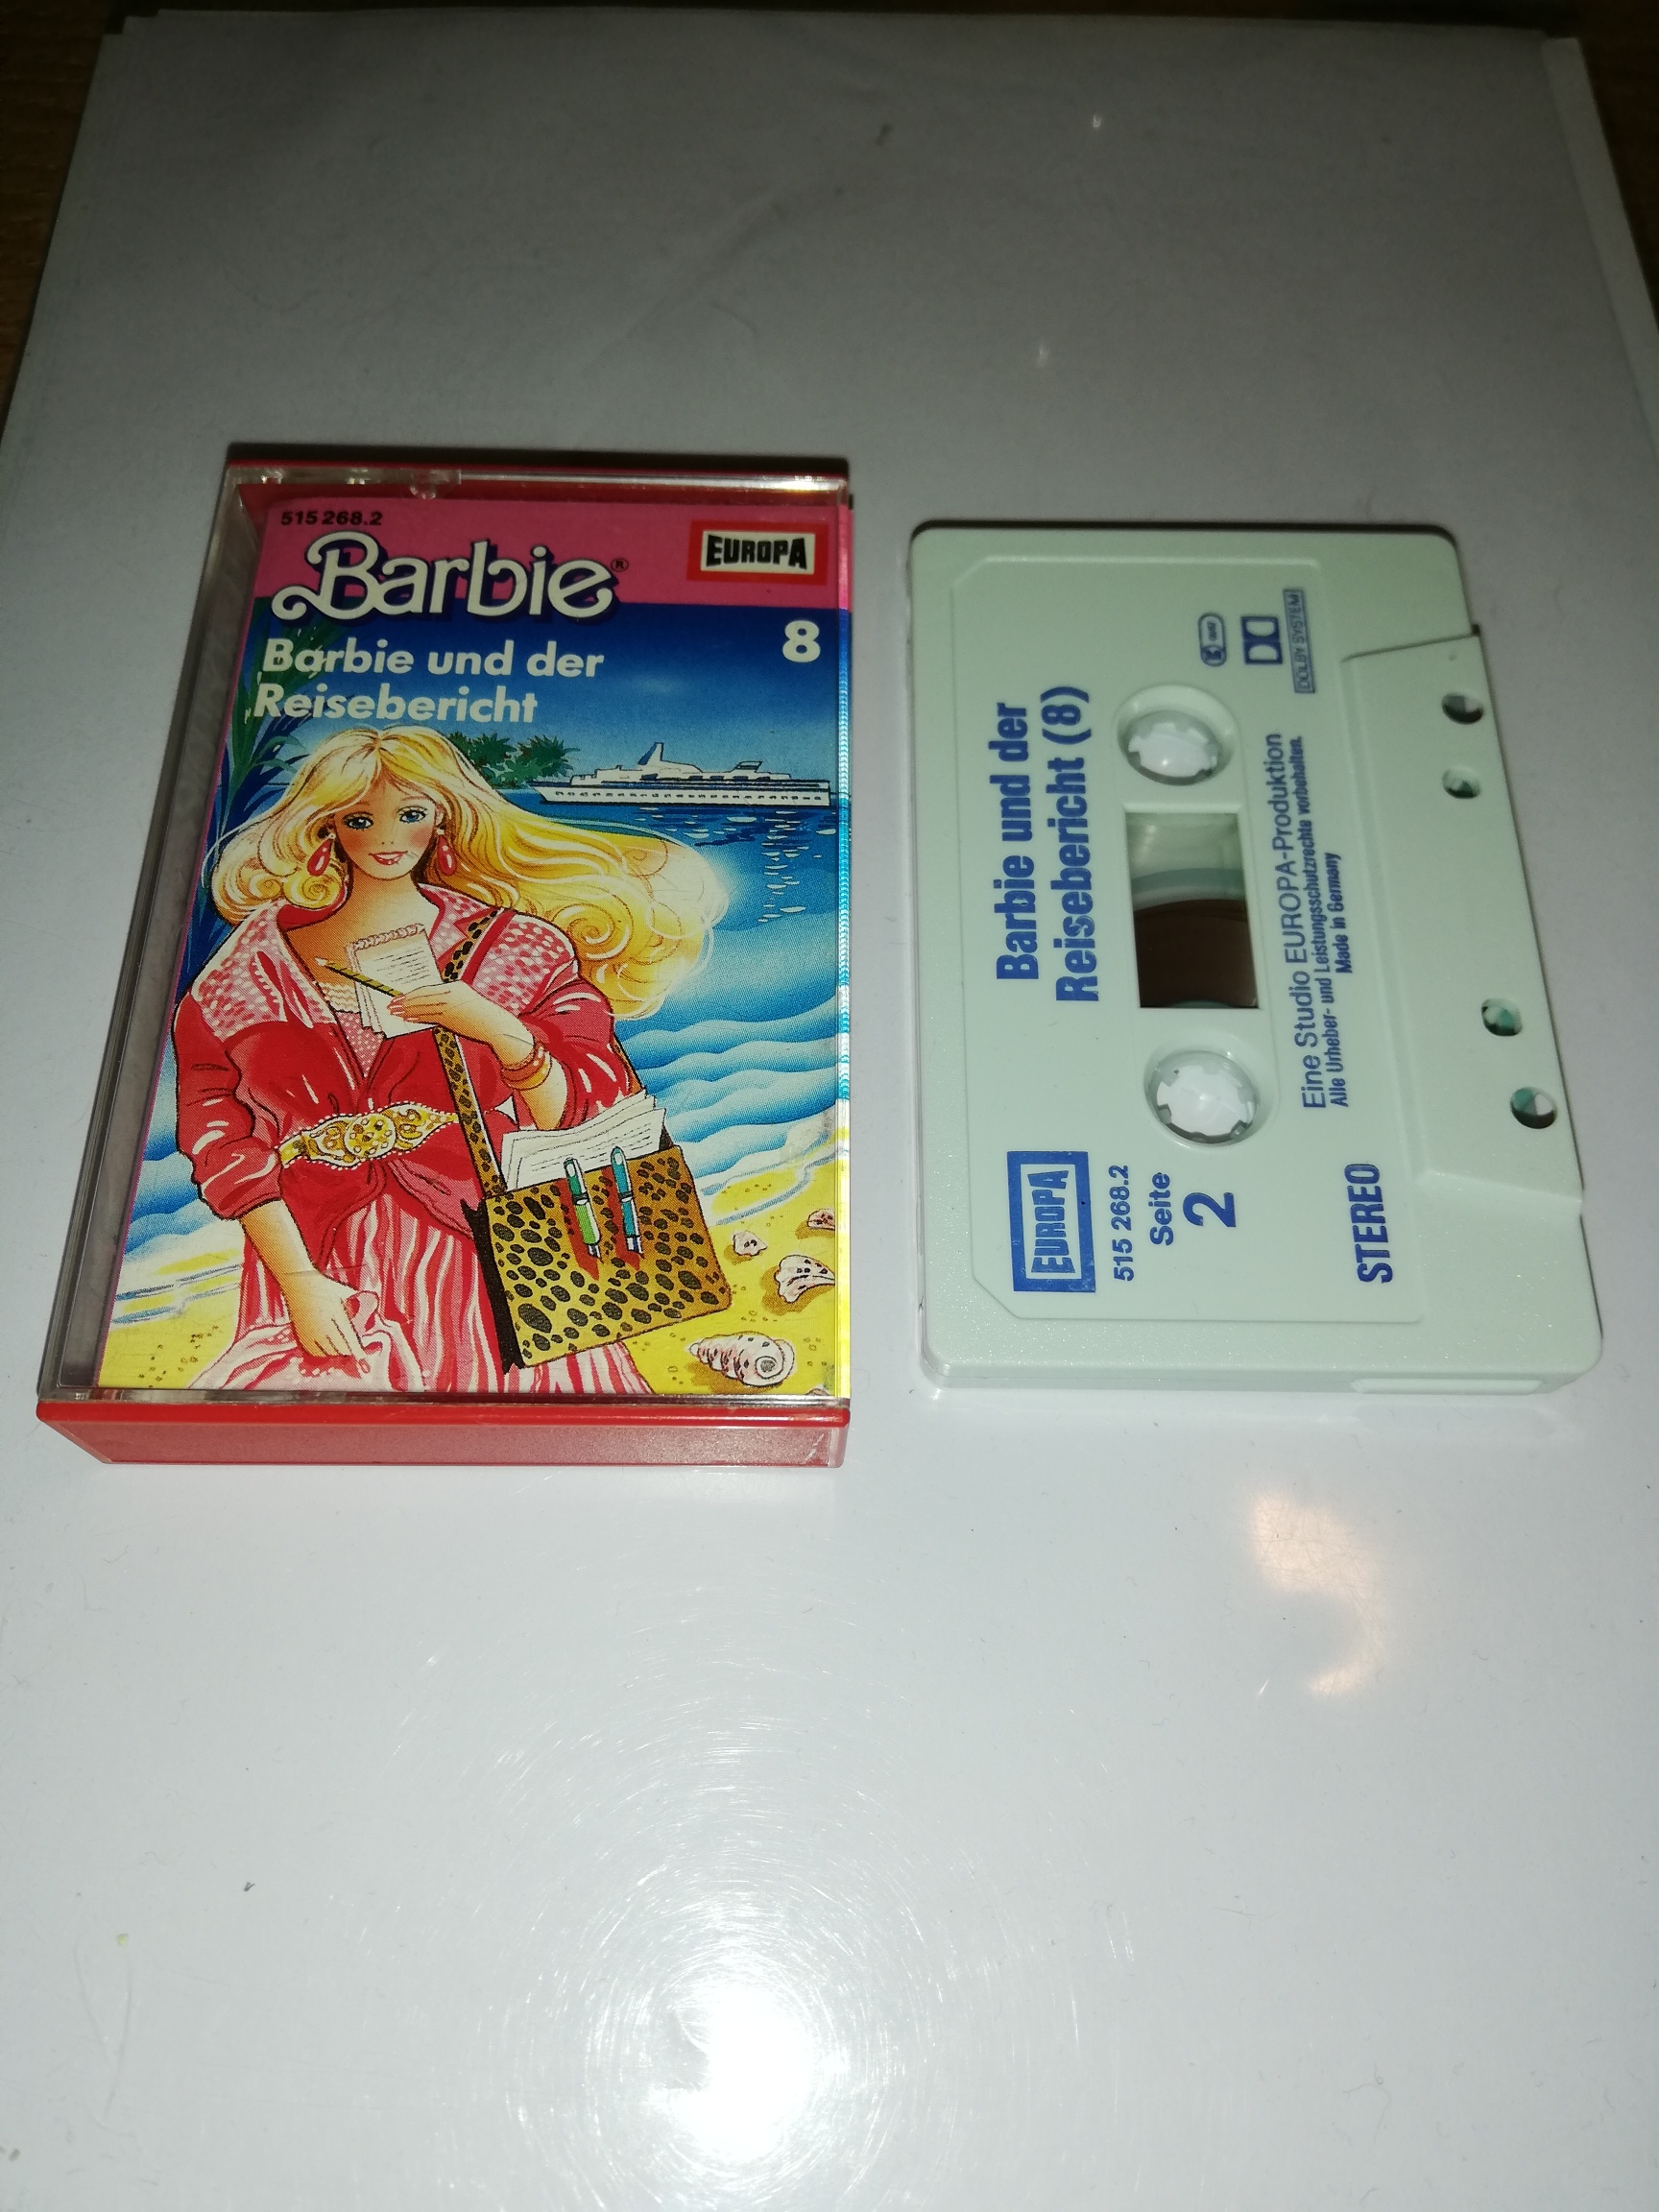 515 268.2
Barbie®
EUROPA
8
Barbie und der
Reisebericht
Barbie und der
Reisebericht (8)
EUROPA
515 268.2
Seite
2
DOLBY SYSTEM
Eine Studio EUROPA-Produktion
Alle Urheber- und Leistungsschutzrechte vorbehalten.
Made in Germany
STEREO